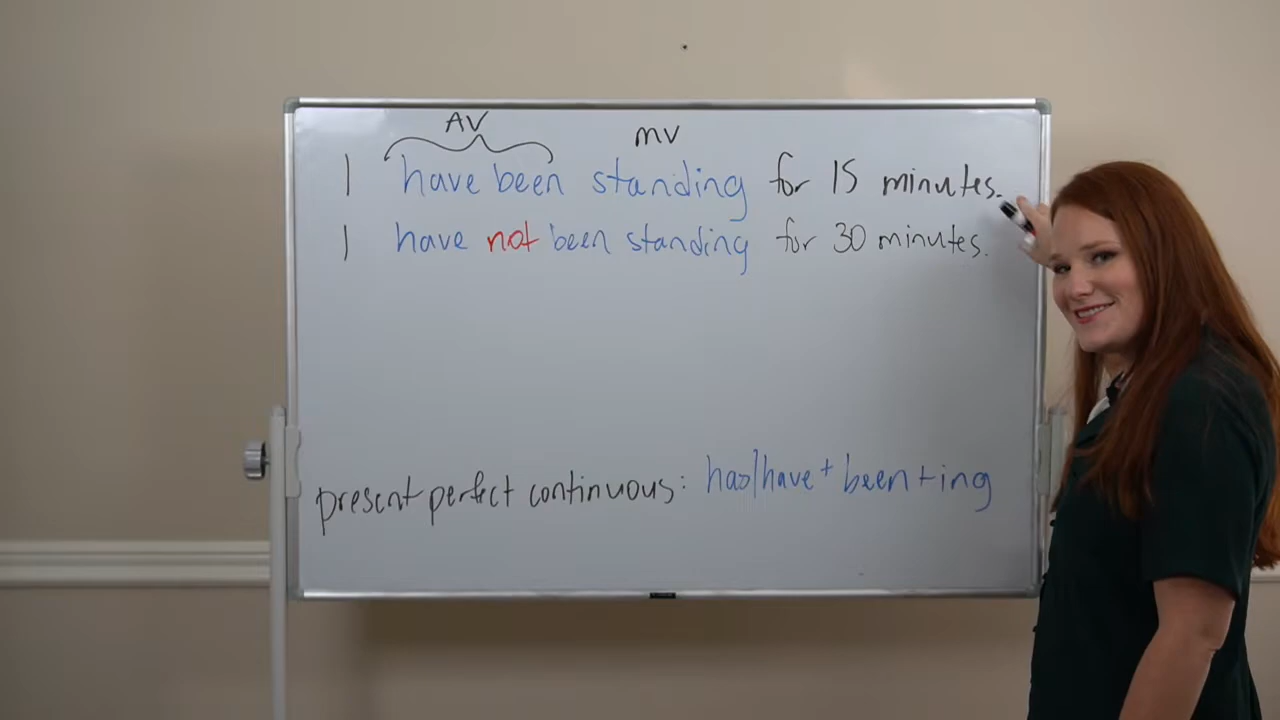 AV
MV
I have been standing for 15 minutes.
I have not been standing for 30 minutes.
present perfect continuous: has/have + been + ing